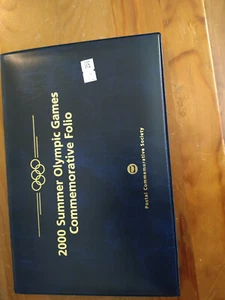 2000 Summer Olympic Games
Commemorative Folio
Postal Commemorative Society